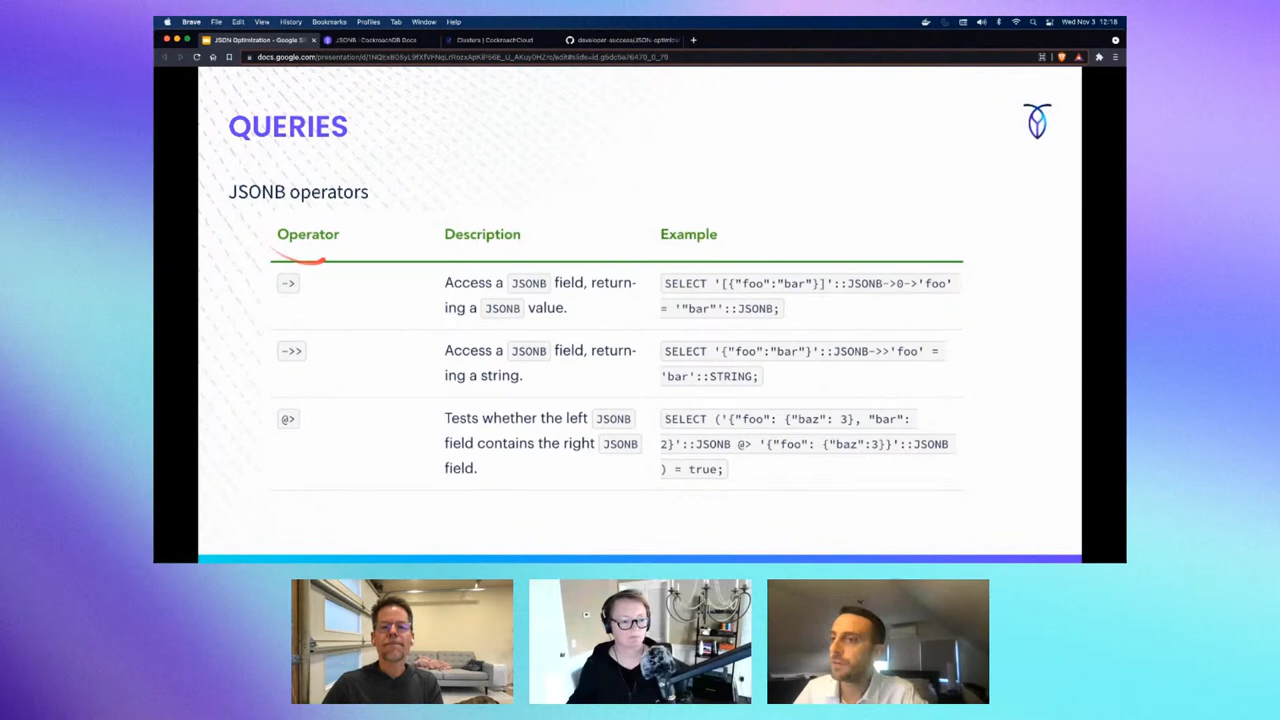 Brave File Edit View History Bookmarks Profiles Tab Window Help Wed Nov 3 12:18
JSON Optimization - Google Sl JSONB | CockroachDB Docs Clusters | CockroachCloud developer-success/JSON-optimiz
QUERIES
JSONB operators
Operator Description Example
-> Access a JSONB field, return- SELECT '[{"foo":"bar"}]'::JSONB->0->'foo'
ing a JSONB value. = '"bar"'::JSONB;
->> Access a JSONB field, return- SELECT '{"foo":"bar"}'::JSONB->>'foo' =
ing a string. 'bar'::STRING;
@> Tests whether the left JSONB SELECT ('{"foo": {"baz": 3}, "bar":
field contains the right JSONB 2}'::JSONB @> '{"foo": {"baz":3}}'::JSONB
field. ) = true;